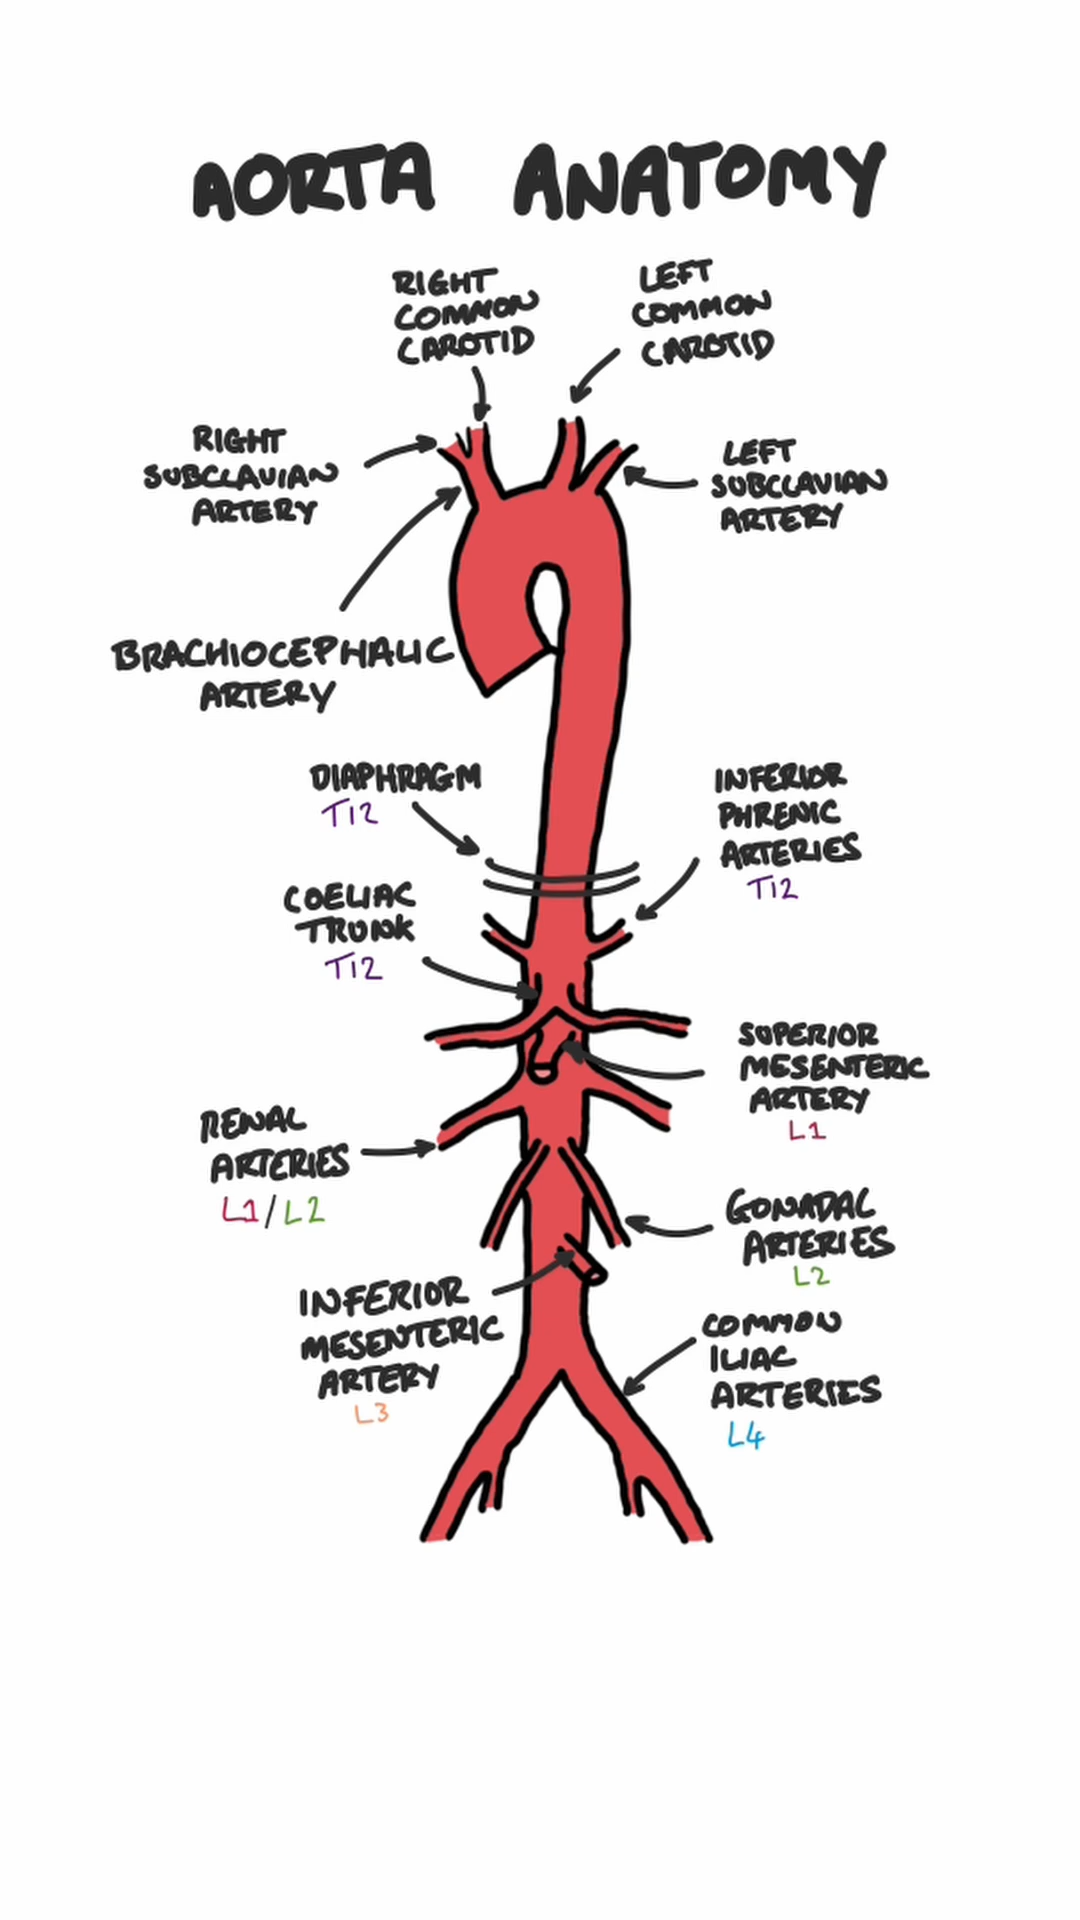 AORTA ANATOMY
RIGHT
COMMON
CAROTID
LEFT
COMMON
CAROTID
RIGHT
SUBCLAVIAN
ARTERY
LEFT
SUBCLAVIAN
ARTERY
BRACHIOCEPHALIC
ARTERY
DIAPHRAGM
T12
INFERIOR
PHRENIC
ARTERIES
T12
COELIAC
TRUNK
T12
SUPERIOR
MESENTERIC
ARTERY
L1
RENAL
ARTERIES
L1/L2
GONADAL
ARTERIES
L2
INFERIOR
MESENTERIC
ARTERY
L3
COMMON
ILIAC
ARTERIES
L4